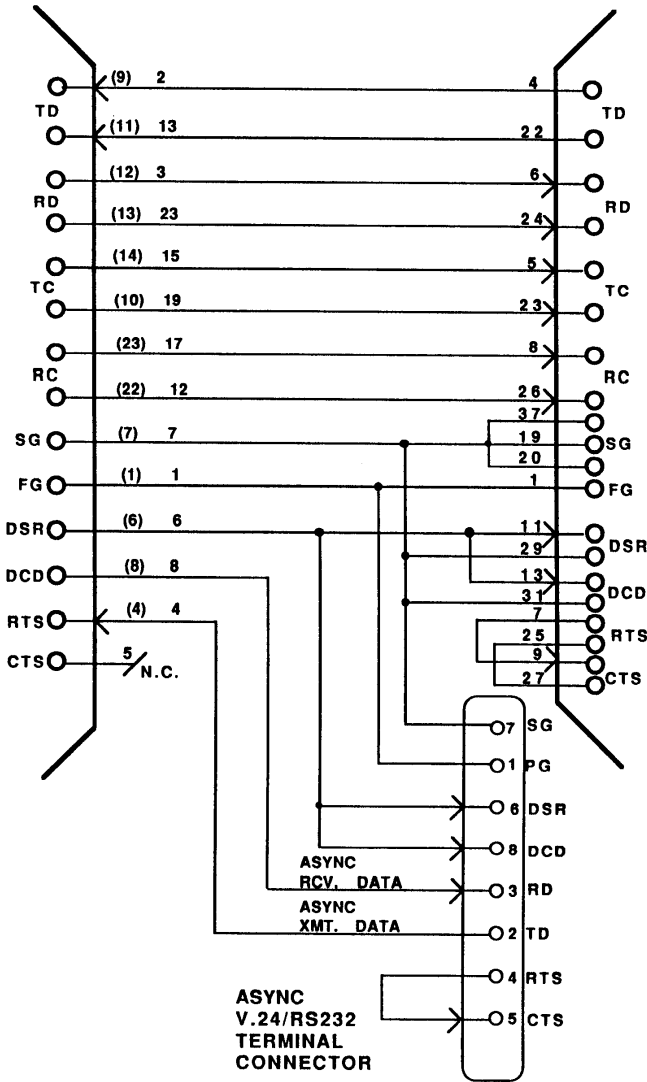 (9) 2 4
TD TD
(11) 13 22
(12) 3 6
RD RD
(13) 23 24
(14) 15 5
TC TC
(10) 19 23
(23) 17 8
RC RC
(22) 12 26
37
SG (7) 7 19 SG
20
FG (1) 1 1 FG
DSR (6) 6 11
29 DSR
DCD (8) 8 13
31 DCD
RTS (4) 4 7
25 RTS
CTS 5 N.C. 9
27 CTS
7 SG
1 PG
6 DSR
8 DCD
ASYNC
RCV. DATA 3 RD
ASYNC
XMT. DATA 2 TD
4 RTS
5 CTS
ASYNC
V.24/RS232
TERMINAL
CONNECTOR